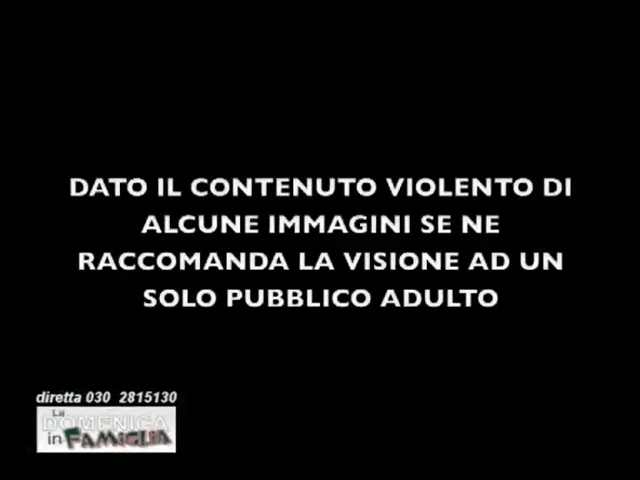 DATO IL CONTENUTO VIOLENTO DI
ALCUNE IMMAGINI SE NE
RACCOMANDA LA VISIONE AD UN
SOLO PUBBLICO ADULTO
diretta 030 2815130
La
DOMENICA
in FAMIGLIA